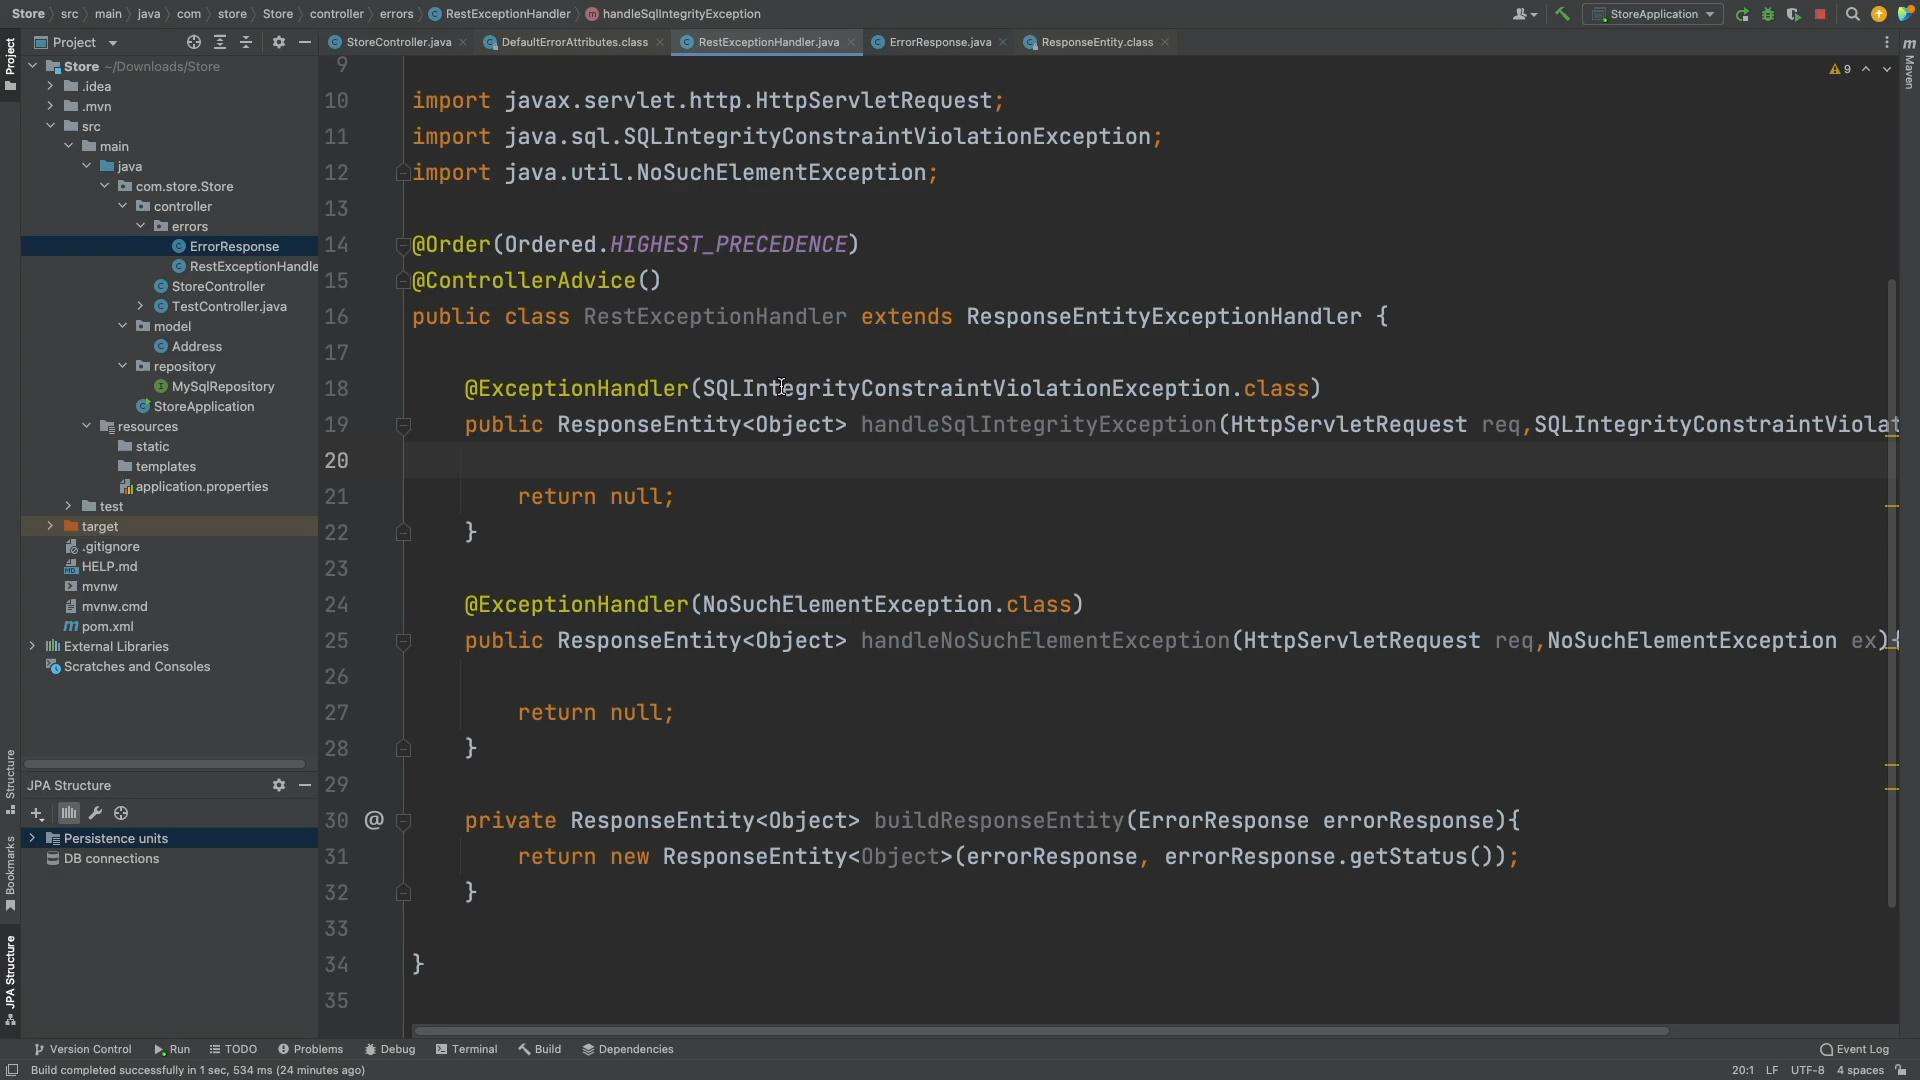 Store src main java com store Store controller errors RestExceptionHandler handleSqlIntegrityException StoreApplication
Project
StoreController.java DefaultErrorAttributes.class RestExceptionHandler.java ErrorResponse.java ResponseEntity.class
Project
Maven
Store ~/Downloads/Store
.idea
.mvn
src
main
java
com.store.Store
controller
errors
ErrorResponse
RestExceptionHandle
StoreController
TestController.java
model
Address
repository
MySqlRepository
StoreApplication
resources
static
templates
application.properties
test
target
.gitignore
HELP.md
mvnw
mvnw.cmd
pom.xml
External Libraries
Scratches and Consoles
Structure
JPA Structure
Persistence units
DB connections
Bookmarks
JPA Structure
9
9
10 import javax.servlet.http.HttpServletRequest;
11 import java.sql.SQLIntegrityConstraintViolationException;
12 import java.util.NoSuchElementException;
13
14 @Order(Ordered.HIGHEST_PRECEDENCE)
15 @ControllerAdvice()
16 public class RestExceptionHandler extends ResponseEntityExceptionHandler {
17
18 @ExceptionHandler(SQLIntegrityConstraintViolationException.class)
19 public ResponseEntity<Object> handleSqlIntegrityException(HttpServletRequest req,SQLIntegrityConstraintViolat
20
21 return null;
22 }
23
24 @ExceptionHandler(NoSuchElementException.class)
25 public ResponseEntity<Object> handleNoSuchElementException(HttpServletRequest req,NoSuchElementException ex){
26
27 return null;
28 }
29
30 @ private ResponseEntity<Object> buildResponseEntity(ErrorResponse errorResponse){
31 return new ResponseEntity<Object>(errorResponse, errorResponse.getStatus());
32 }
33
34 }
35
Version Control Run TODO Problems Debug Terminal Build Dependencies Event Log
Build completed successfully in 1 sec, 534 ms (24 minutes ago) 20:1 LF UTF-8 4 spaces